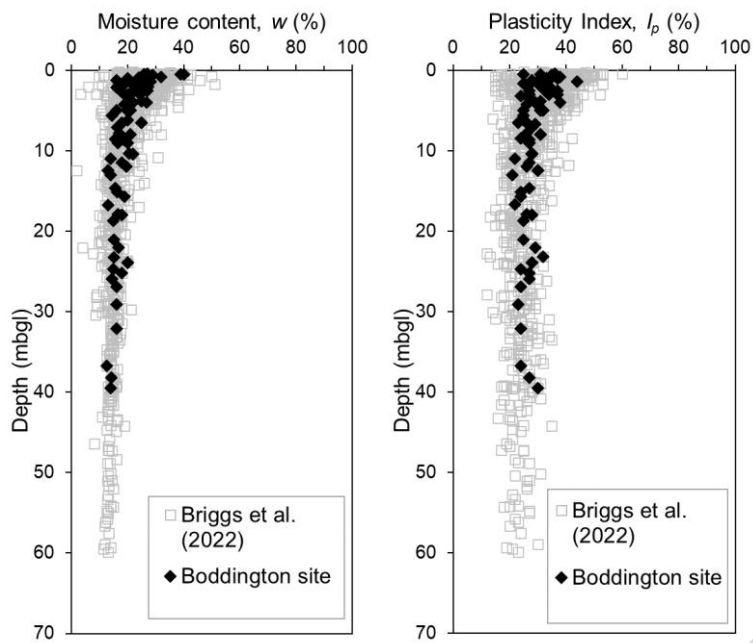 Moisture content, w (%)
0 20 40 60 80 100
0
10
20
30
40
50
60
70
Depth (mbgl)
Briggs et al.
(2022)
Boddington site
Plasticity Index, Ip (%)
0 20 40 60 80 100
0
10
20
30
40
50
60
70
Depth (mbgl)
Briggs et al.
(2022)
Boddington site